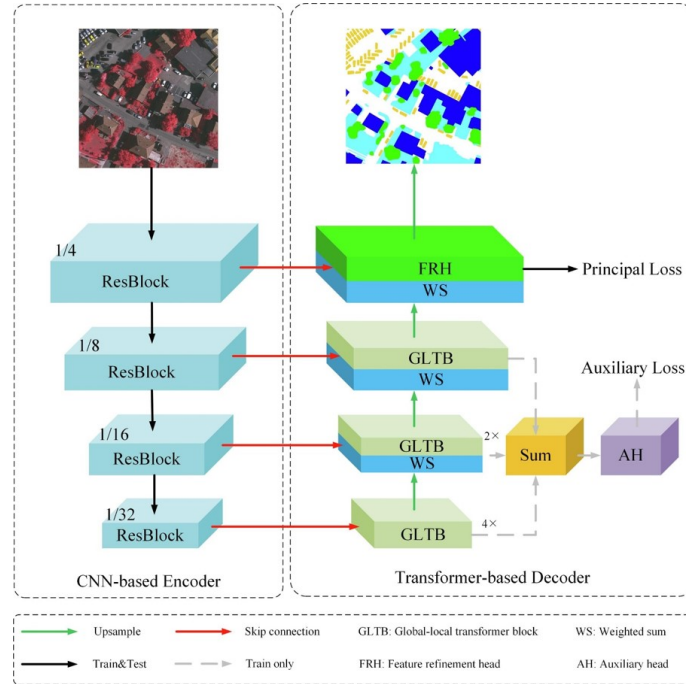 1/4
ResBlock
FRH
WS
Principal Loss
1/8
ResBlock
GLTB
WS
Auxiliary Loss
1/16
ResBlock
GLTB
WS
2×
Sum
AH
1/32
ResBlock
GLTB
4×
CNN-based Encoder
Transformer-based Decoder
Upsample
Skip connection
GLTB: Global-local transformer block
WS: Weighted sum
Train&Test
Train only
FRH: Feature refinement head
AH: Auxiliary head